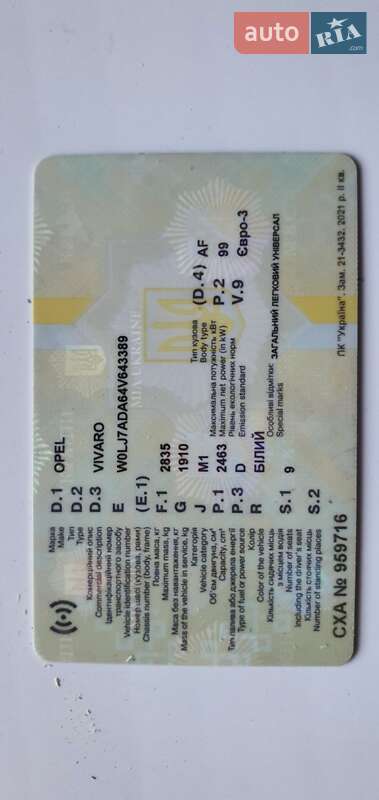 auto RIA .com
Марка
Make
D.1 OPEL
Тип
Type
D.2
Комерційний опис
Commercial description
D.3 VIVARO
Ідентифікаційний номер
транспортного засобу
Vehicle identification number
E W0LJ7ADA64V643389
Номер шасі (кузова, рами)
Chassis number (body, frame)
(E.1)
Повна маса, кг
Maximum mass, kg
F.1 2835
Маса без навантаження, кг
Mass of the vehicle in service, kg
G 1910
Категорія
Vehicle category
J M1
Тип кузова
Body type
(D.4) AF
Об'єм двигуна, см³
Capacity, cm³
P.1 2463
Максимальна потужність кВт
Maximum net power (in kW)
P.2 99
Тип палива або джерела енергії
Type of fuel or power source
P.3 D
Рівень екологічних норм
Emission standard
V.9 Євро-3
Колір
Color of the vehicle
R БІЛИЙ
Кількість сидячих місць
з місцем водія
Number of seats
Including the driver's seat
S.1 9
Особливі відмітки:
Special marks
ЗАГАЛЬНИЙ ЛЕГКОВИЙ УНІВЕРСАЛ
Кількість стоячих місць
Number of standing places
S.2
СХА № 959716
ПК "Україна". Зам. 21-3432. 2021 р. II кв.